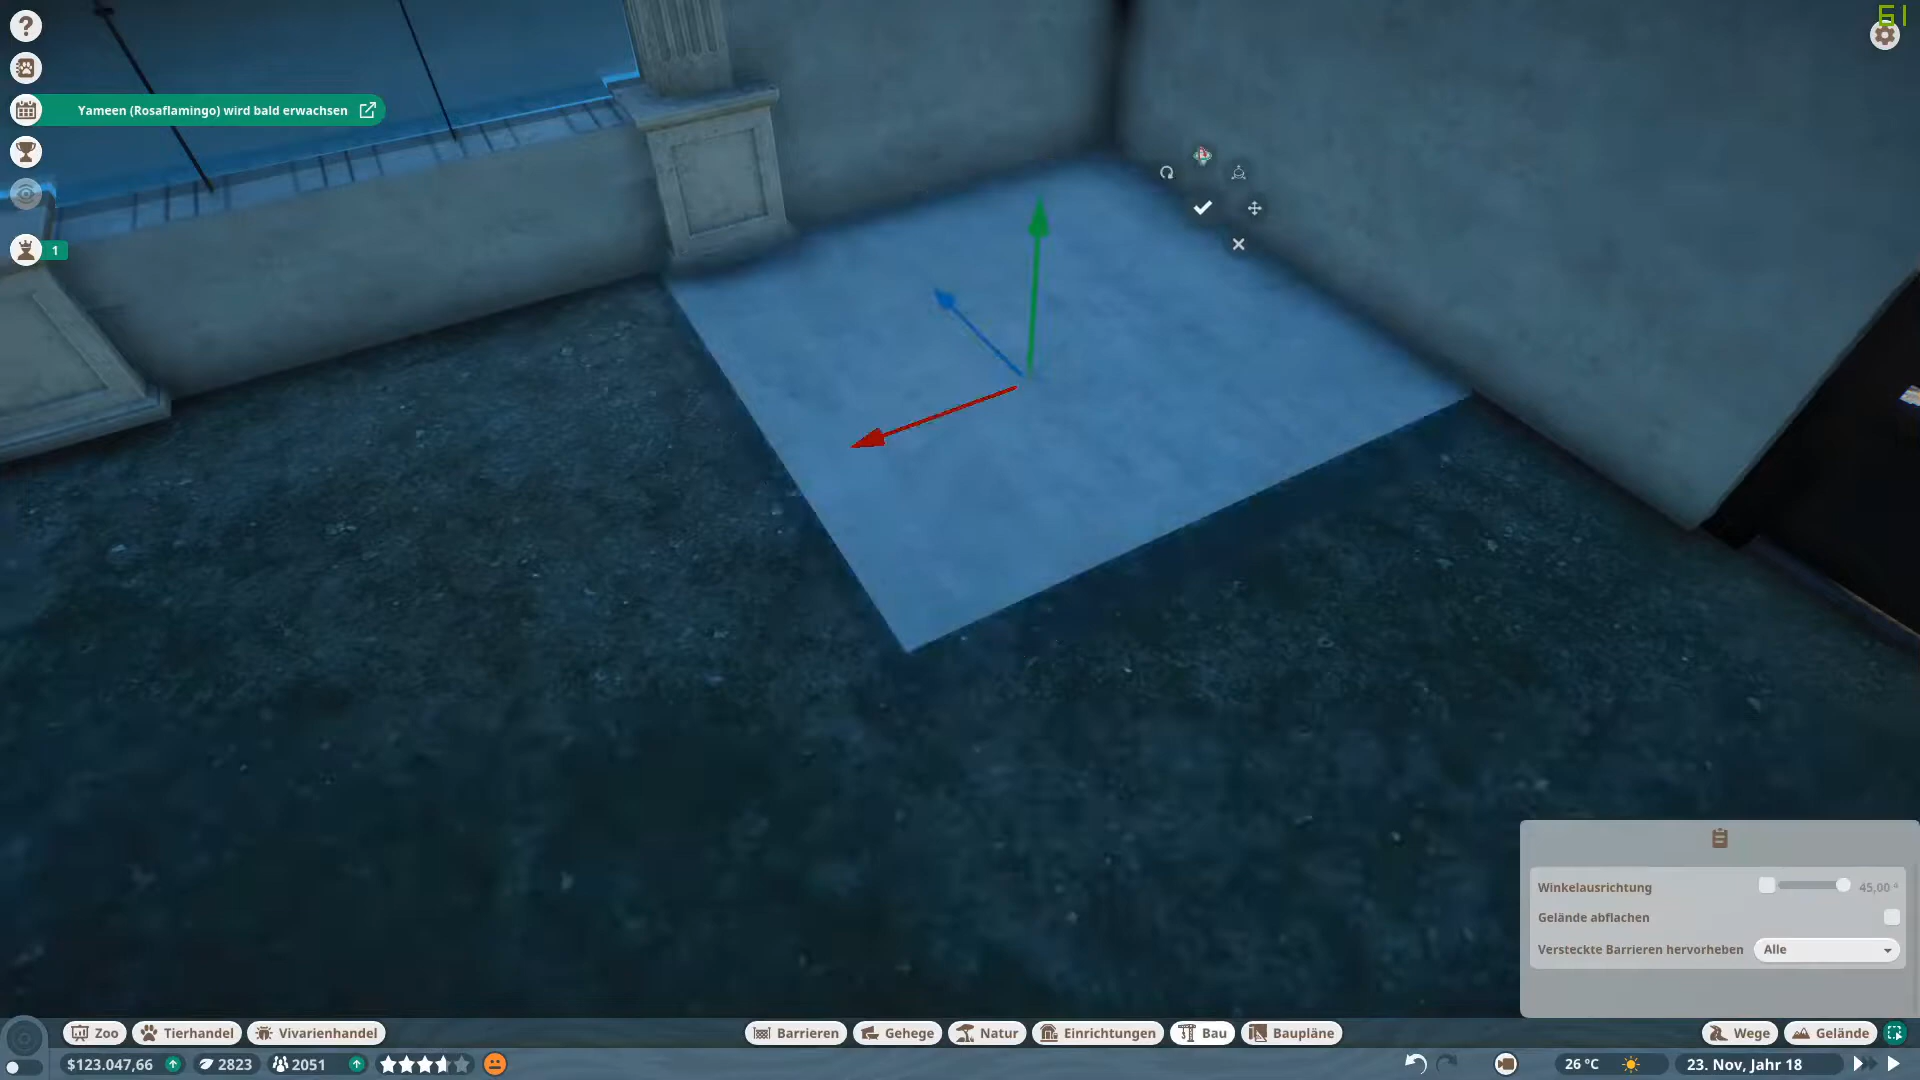 61
Yameen (Rosaflamingo) wird bald erwachsen
1
Winkelausrichtung 45,00 °
Gelände abflachen
Versteckte Barrieren hervorheben Alle
Zoo Tierhandel Vivarienhandel Barrieren Gehege Natur Einrichtungen Bau Baupläne Wege Gelände
$123.047,66 2823 2051 26 °C 23. Nov, Jahr 18